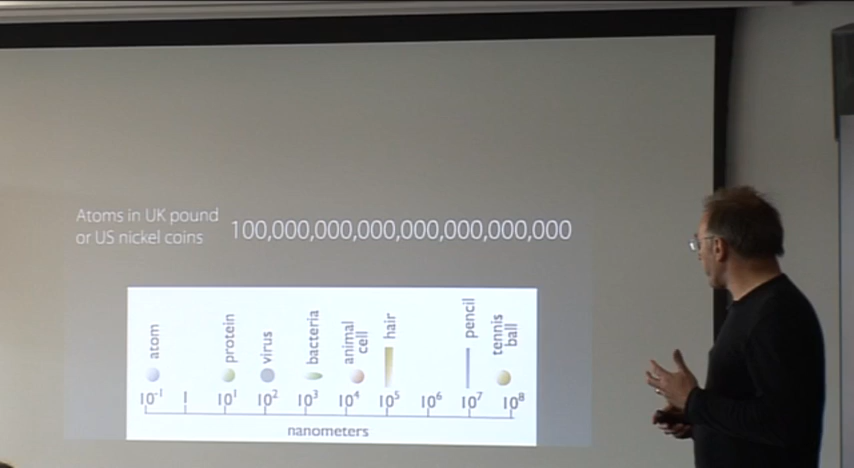 Atoms in UK pound
or US nickel coins
100,000,000,000,000,000,000,000
atom
protein
virus
bacteria
animal
cell
hair
pencil
tennis
ball
10⁻¹ 1 10¹ 10² 10³ 10⁴ 10⁵ 10⁶ 10⁷ 10⁸
nanometers